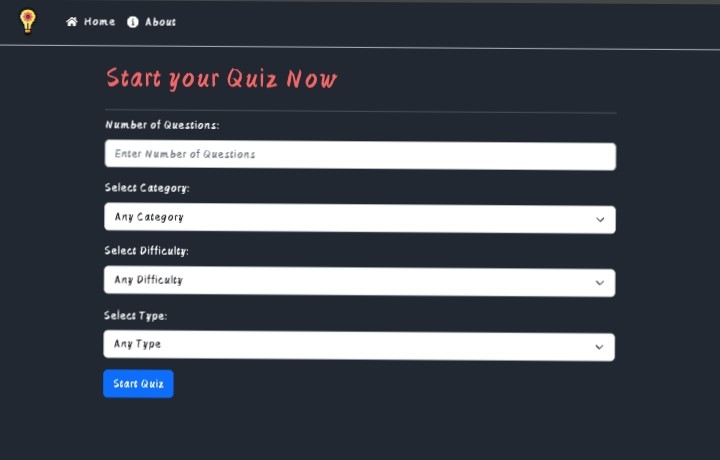 Home About
Start your Quiz Now
Number of Questions:
Enter Number of Questions
Select Category:
Any Category
Select Difficulty:
Any Difficulty
Select Type:
Any Type
Start Quiz